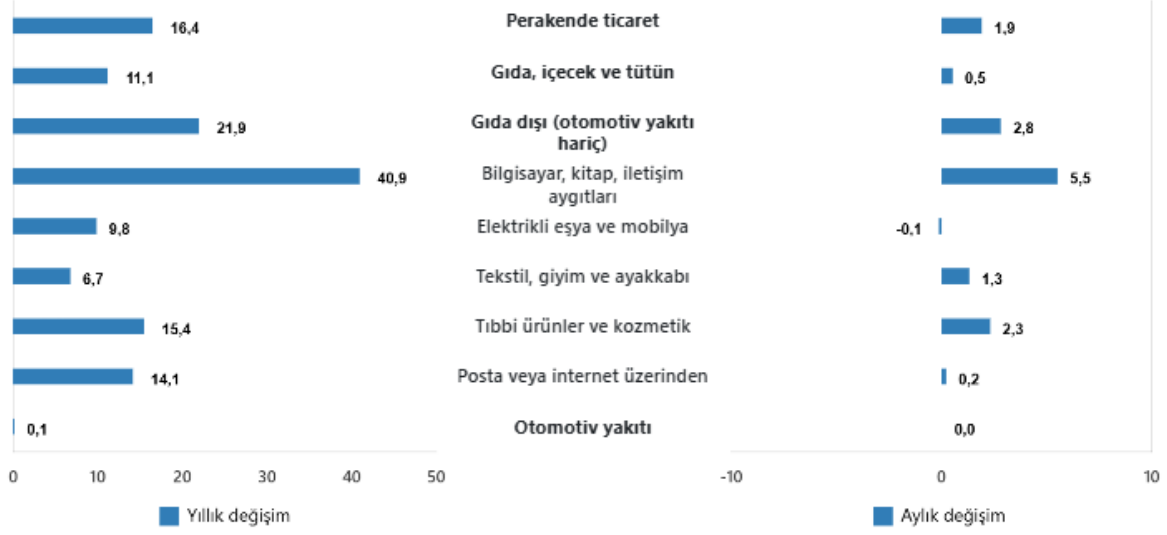 16,4 Perakende ticaret 1,9
11,1 Gıda, içecek ve tütün 0,5
21,9 Gıda dışı (otomotiv yakıtı 2,8
hariç)
40,9 Bilgisayar, kitap, iletişim 5,5
aygıtları
9,8 Elektrikli eşya ve mobilya -0,1
6,7 Tekstil, giyim ve ayakkabı 1,3
15,4 Tıbbi ürünler ve kozmetik 2,3
14,1 Posta veya internet üzerinden 0,2
0,1 Otomotiv yakıtı 0,0
0 10 20 30 40 50 -10 0 10
Yıllık değişim Aylık değişim